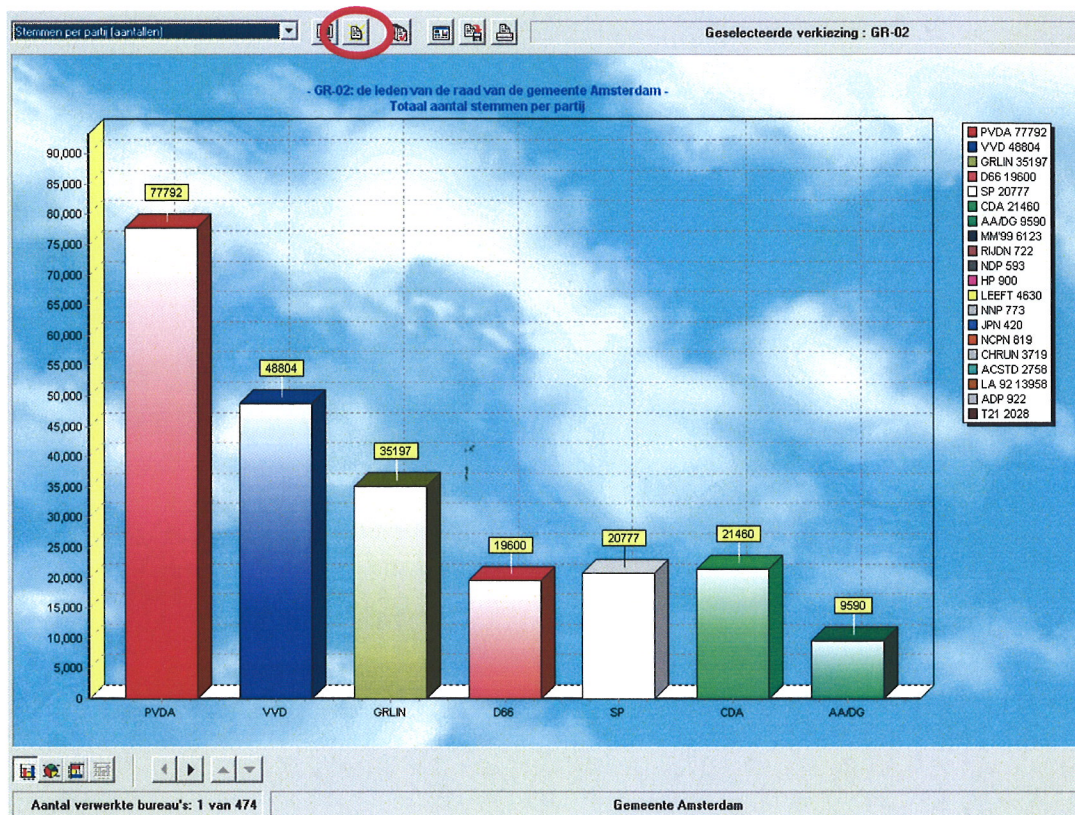 Stemmen per partij (aantallen)
Geselecteerde verkiezing : GR-02
- GR-02: de leden van de raad van de gemeente Amsterdam -
Totaal aantal stemmen per partij
90,000
85,000
80,000
75,000
70,000
65,000
60,000
55,000
50,000
45,000
40,000
35,000
30,000
25,000
20,000
15,000
10,000
5,000
0
77792
48804
35197
19600
20777
21460
9590
PVDA
VVD
GRLIN
D66
SP
CDA
AA/DG
PVDA 77792
VVD 48804
GRLIN 35197
D66 19600
SP 20777
CDA 21460
AA/DG 9590
MM'99 6123
RIJDN 722
NDP 593
HP 900
LEEFT 4630
NNP 773
JPN 420
NCPN 819
CHRUN 3719
ACSTD 2758
LA 92 13958
ADP 922
T21 2028
Aantal verwerkte bureau's: 1 van 474
Gemeente Amsterdam